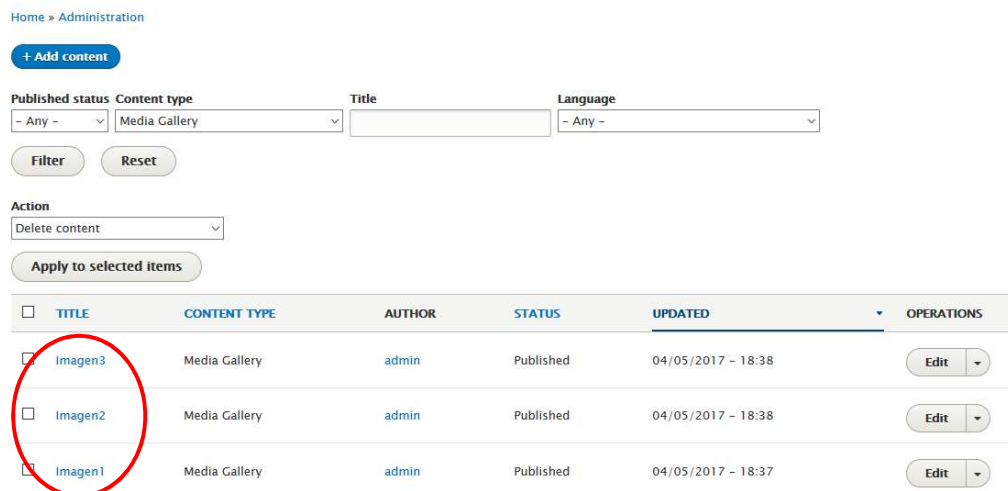 Home » Administration
+ Add content
Published status Content type Title Language
- Any - Media Gallery - Any -
Filter Reset
Action
Delete content
Apply to selected items
TITLE CONTENT TYPE AUTHOR STATUS UPDATED OPERATIONS
Imagen3 Media Gallery admin Published 04/05/2017 - 18:38 Edit
Imagen2 Media Gallery admin Published 04/05/2017 - 18:38 Edit
Imagen1 Media Gallery admin Published 04/05/2017 - 18:37 Edit